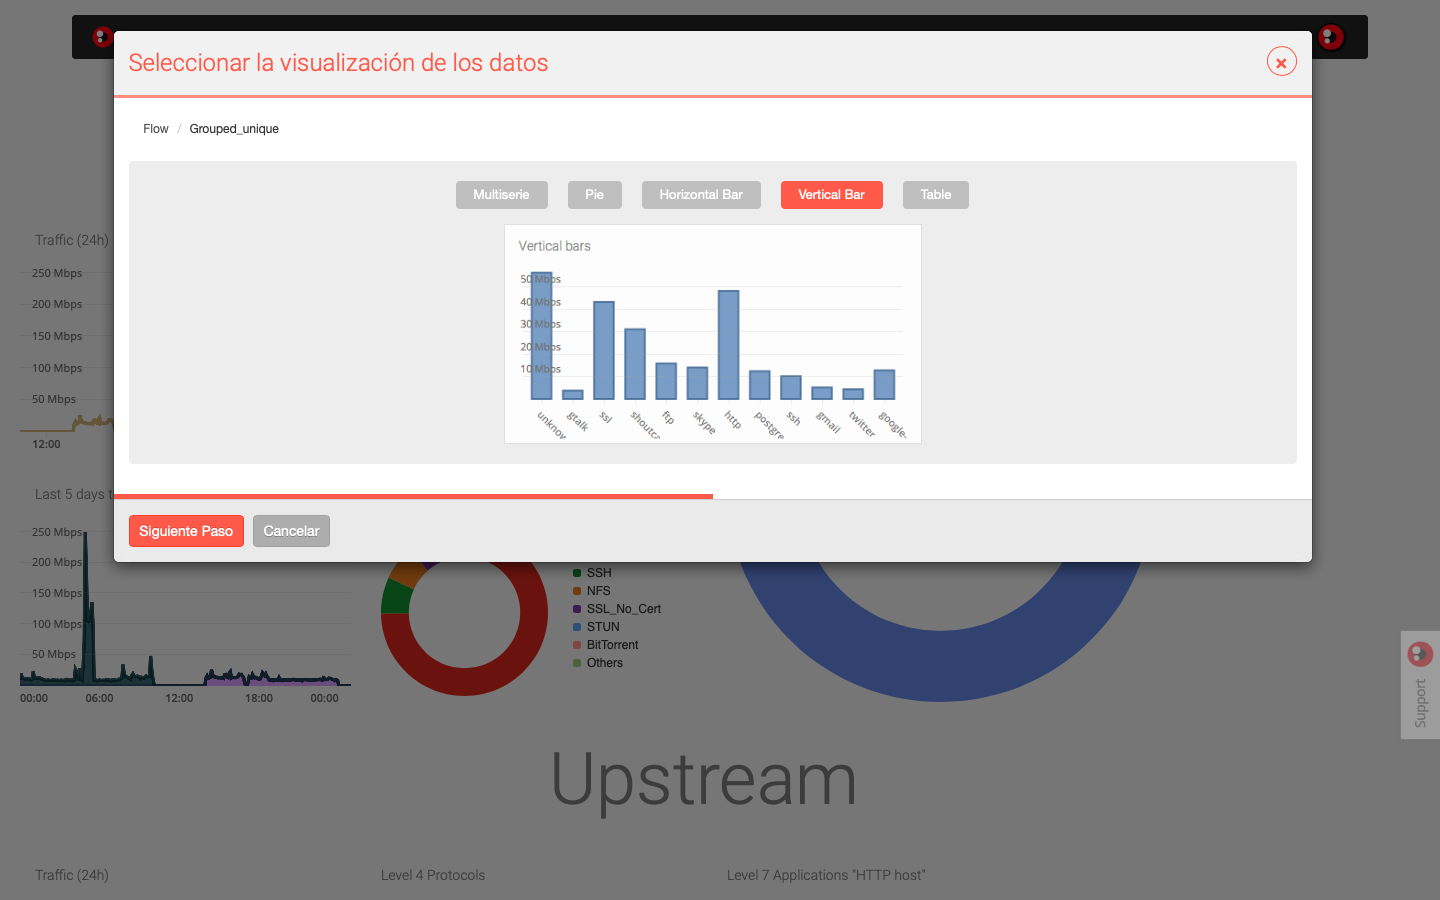 Seleccionar la visualización de los datos
Flow / Grouped_unique
Multiserie
Pie
Horizontal Bar
Vertical Bar
Table
Vertical bars
50 Mbps
40 Mbps
30 Mbps
20 Mbps
10 Mbps
unknow
gtalk
ssl
shoutca
ftp
skype
http
postgre
ssh
gmail
twitter
google-
Siguiente Paso
Cancelar
Traffic (24h)
250 Mbps
200 Mbps
150 Mbps
100 Mbps
50 Mbps
12:00
Last 5 days t
250 Mbps
200 Mbps
150 Mbps
100 Mbps
50 Mbps
00:00
06:00
12:00
18:00
00:00
SSH
NFS
SSL_No_Cert
STUN
BitTorrent
Others
Support
Upstream
Traffic (24h)
Level 4 Protocols
Level 7 Applications "HTTP host"